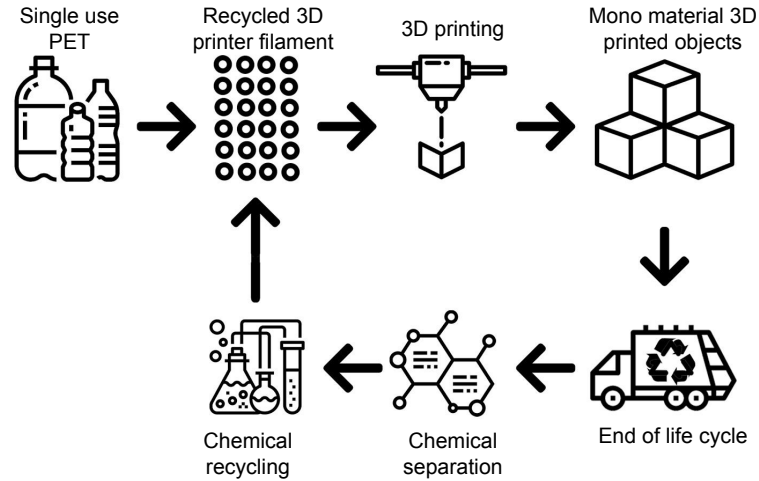 Single use
PET
Recycled 3D
printer filament
3D printing
Mono material 3D
printed objects
Chemical
recycling
Chemical
separation
End of life cycle